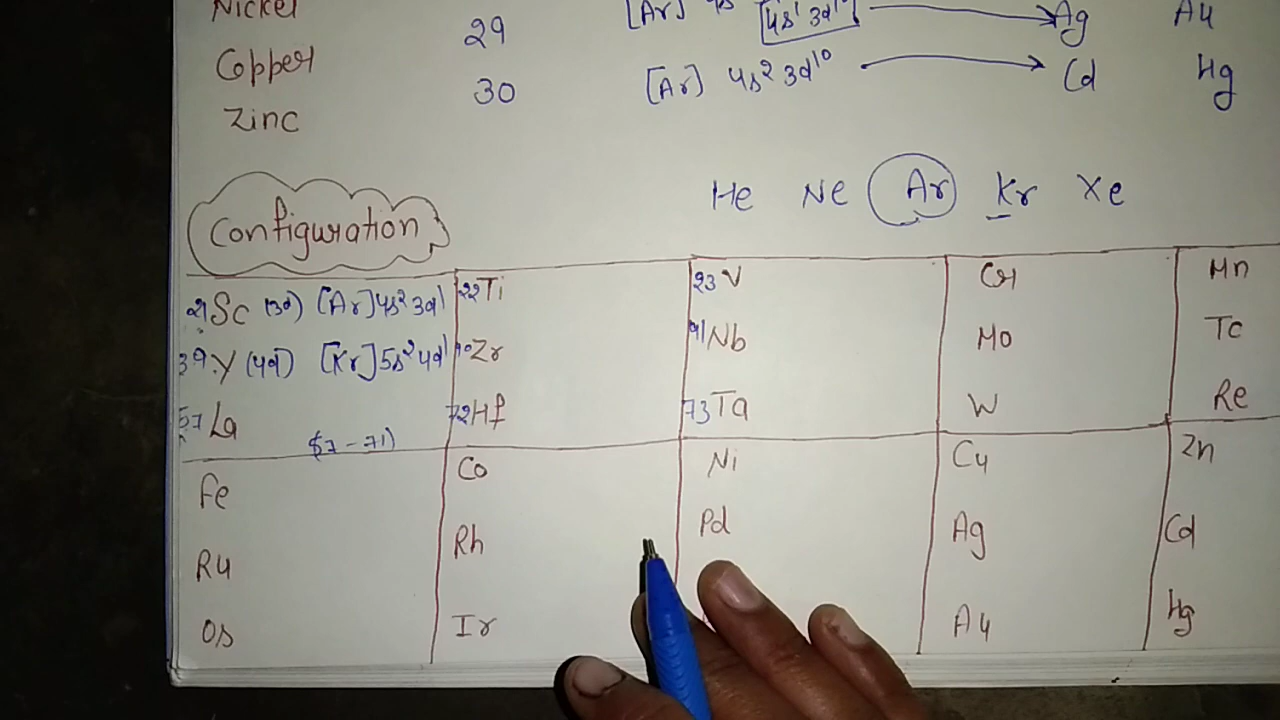 Nickel [Ar] 4s 4s¹ 3d¹⁰ Ag Au
Copper 29
[Ar] 4s² 3d¹⁰ Cd Hg
Zinc 30
He Ne Ar Kr Xe
Configuration
21Sc (3d) [Ar]4s² 3d¹ 22Ti 23V Cr Mn
39Y (4d) [Kr]5s² 4d¹ 40Zr 41Nb Mo Tc
57La (57-71) 72Hf 73Ta W Re
Fe Co Ni Cu Zn
Ru Rh Pd Ag Cd
Os Ir Au Hg